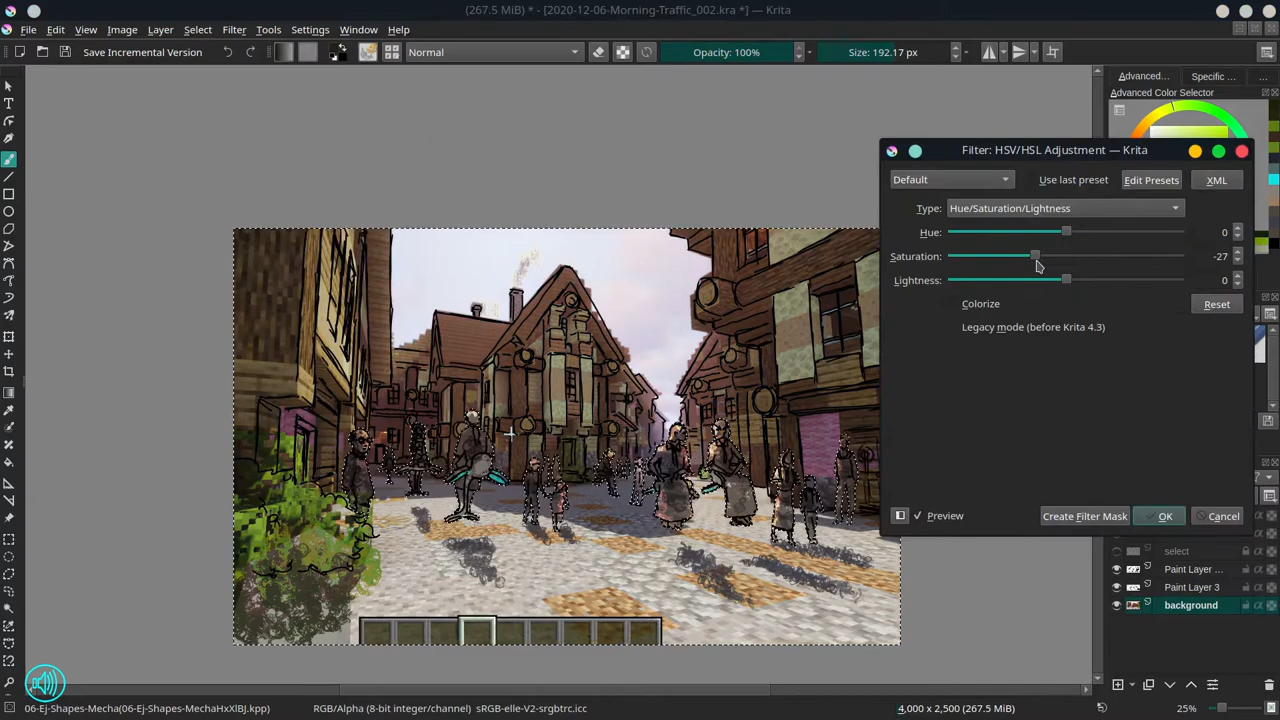 (267.5 MiB) * - [2020-12-06-Morning-Traffic_002.kra *] — Krita
File Edit View Image Layer Select Filter Tools Settings Window Help
Save Incremental Version Normal Opacity: 100% Size: 192.17 px
Advanced... Specific ... ...
Advanced Color Selector
Filter: HSV/HSL Adjustment — Krita
Default Use last preset Edit Presets XML
Type: Hue/Saturation/Lightness
Hue: 0
Saturation: -27
Lightness: 0
Colorize Reset
Legacy mode (before Krita 4.3)
Preview Create Filter Mask OK Cancel
select
Paint Layer ...
Paint Layer 3
background
06-Ej-Shapes-Mecha(06-Ej-Shapes-MechaHxXlBJ.kpp) RGB/Alpha (8-bit integer/channel) sRGB-elle-V2-srgbtrc.icc 4,000 x 2,500 (267.5 MiB) 25%